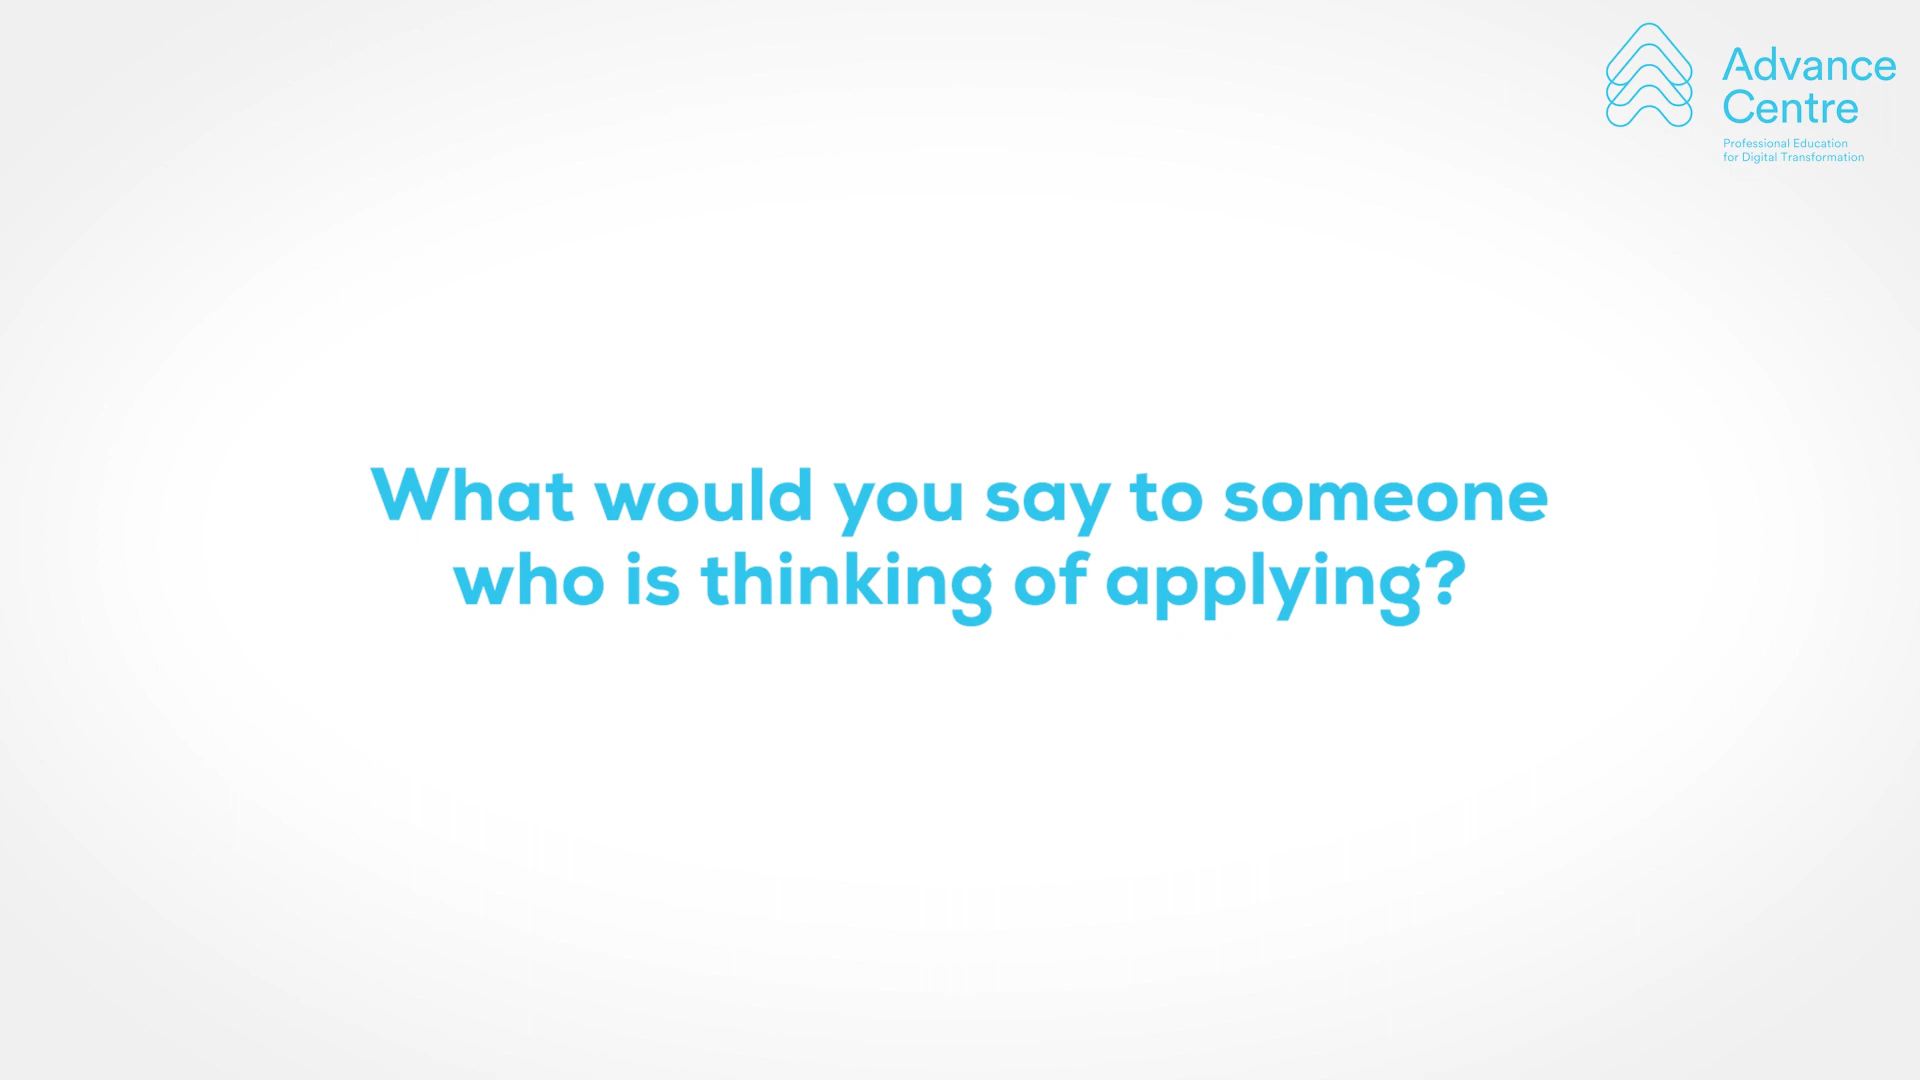 Advance
Centre
Professional Education
for Digital Transformation
What would you say to someone
who is thinking of applying?